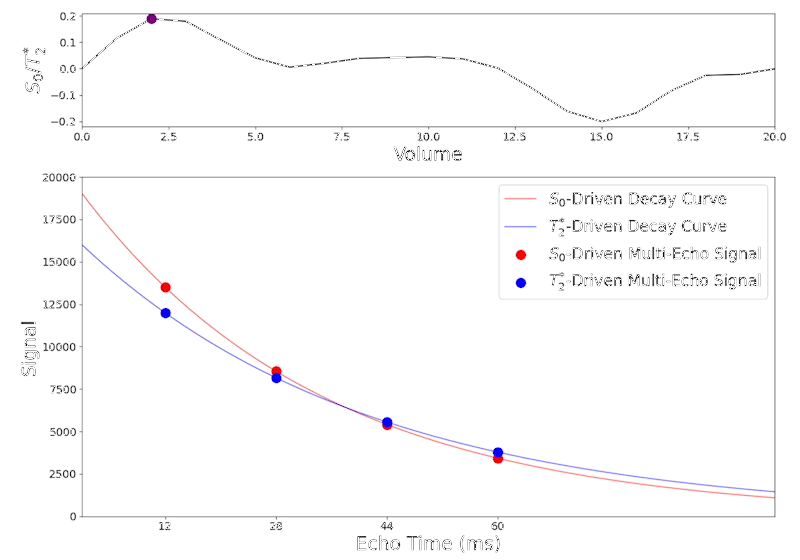 0.2
0.1
0.0
−0.1
−0.2
S₀/T₂*
0.0 2.5 5.0 7.5 10.0 12.5 15.0 17.5 20.0
Volume
20000
17500
15000
12500
10000
7500
5000
2500
0
Signal
S₀-Driven Decay Curve
T₂*-Driven Decay Curve
S₀-Driven Multi-Echo Signal
T₂*-Driven Multi-Echo Signal
12 28 44 60
Echo Time (ms)